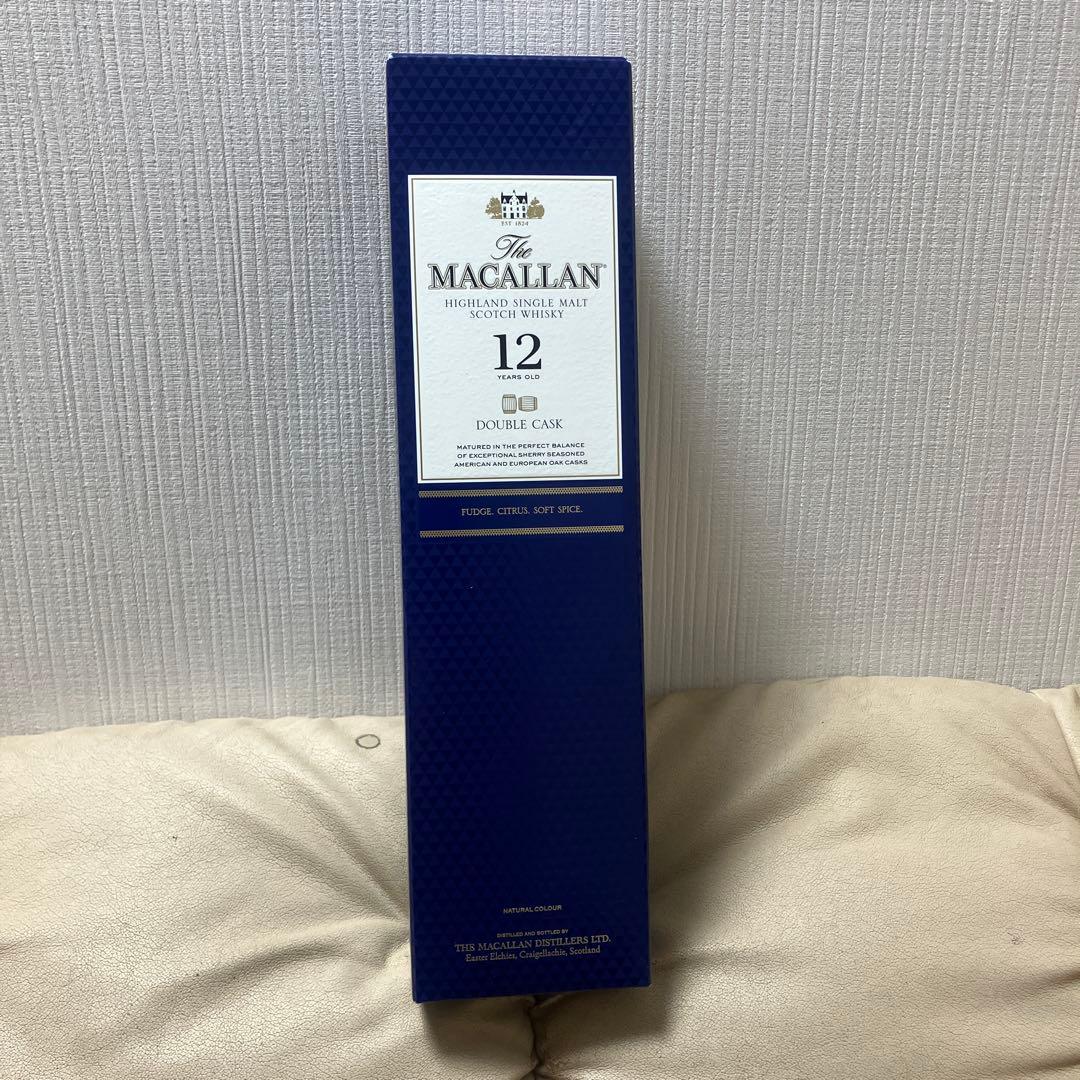 EST 1824
The
MACALLAN®
HIGHLAND SINGLE MALT
SCOTCH WHISKY
12
YEARS OLD
DOUBLE CASK
MATURED IN THE PERFECT BALANCE
OF EXCEPTIONAL SHERRY SEASONED
AMERICAN AND EUROPEAN OAK CASKS
FUDGE. CITRUS. SOFT SPICE.
NATURAL COLOUR
DISTILLED AND BOTTLED BY
THE MACALLAN DISTILLERS LTD.
Easter Elchies, Craigellachie, Scotland